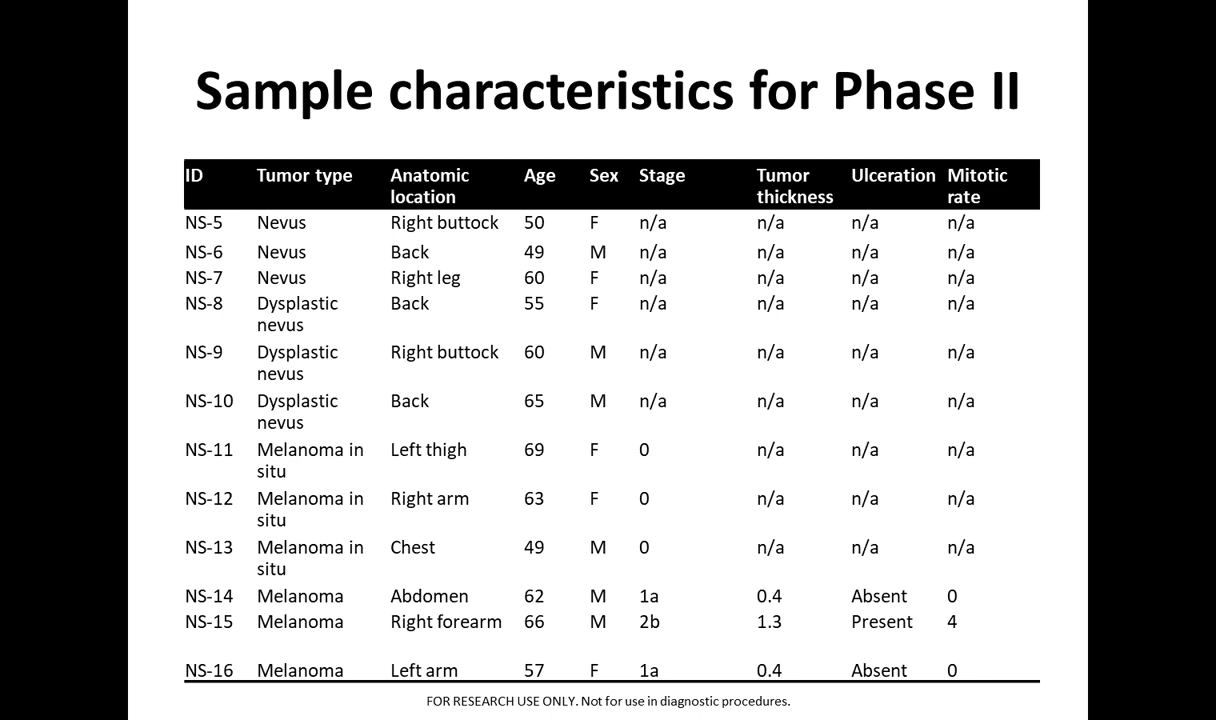 Sample characteristics for Phase II
ID Tumor type Anatomic location Age Sex Stage Tumor thickness Ulceration Mitotic rate
NS-5 Nevus Right buttock 50 F n/a n/a n/a n/a
NS-6 Nevus Back 49 M n/a n/a n/a n/a
NS-7 Nevus Right leg 60 F n/a n/a n/a n/a
NS-8 Dysplastic nevus Back 55 F n/a n/a n/a n/a
NS-9 Dysplastic nevus Right buttock 60 M n/a n/a n/a n/a
NS-10 Dysplastic nevus Back 65 M n/a n/a n/a n/a
NS-11 Melanoma in situ Left thigh 69 F 0 n/a n/a n/a
NS-12 Melanoma in situ Right arm 63 F 0 n/a n/a n/a
NS-13 Melanoma in situ Chest 49 M 0 n/a n/a n/a
NS-14 Melanoma Abdomen 62 M 1a 0.4 Absent 0
NS-15 Melanoma Right forearm 66 M 2b 1.3 Present 4
NS-16 Melanoma Left arm 57 F 1a 0.4 Absent 0
FOR RESEARCH USE ONLY. Not for use in diagnostic procedures.